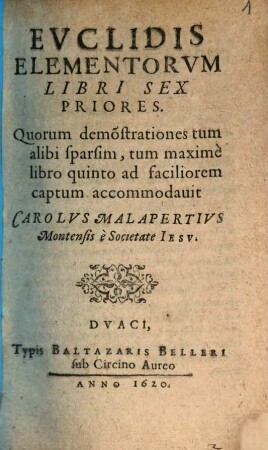 1
EVCLIDIS
ELEMENTORVM
LIBRI SEX
PRIORES.
Quorum demõstrationes tum
alibi sparsim, tum maximè
libro quinto ad faciliorem
captum accommodavit
CAROLVS MALAPERTIVS
Montensis è Societate IESV.
DVACI,
Typis BALTAZARIS BELLERI
sub Circino Aureo
ANNO 1620.